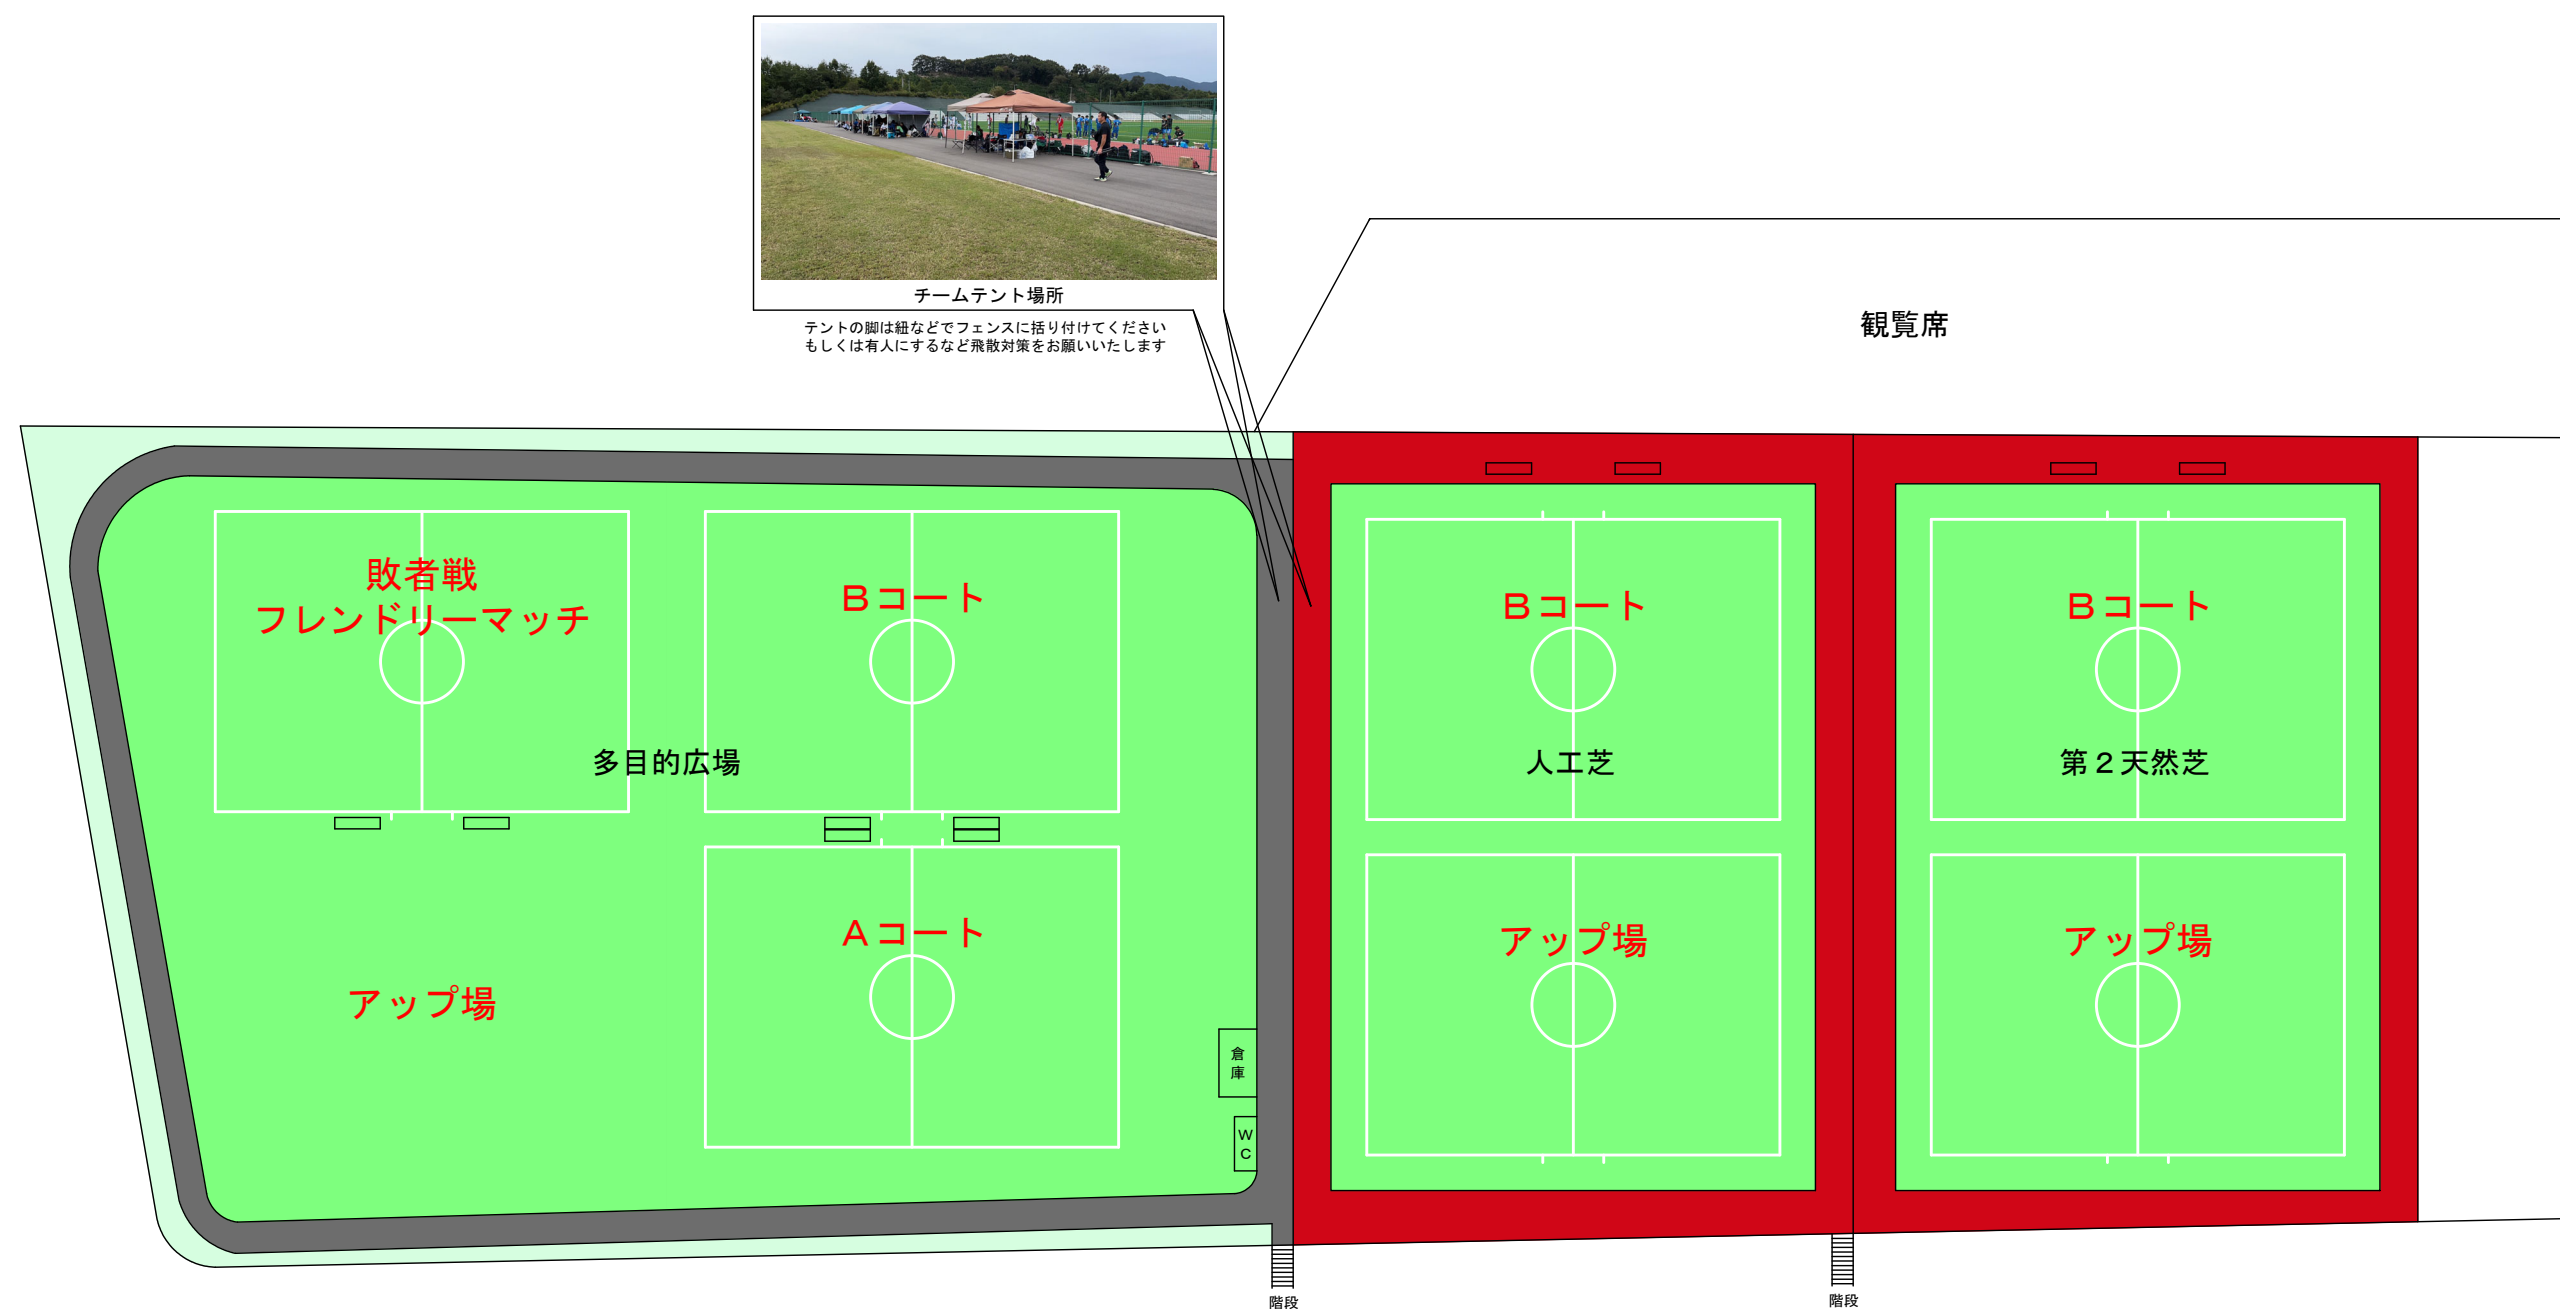 チームテント場所
テントの脚は紐などでフェンスに括り付けてください
もしくは有人にするなど飛散対策をお願いいたします
観覧席
敗者戦
フレンドリーマッチ
Ｂコート
Ｂコート
Ｂコート
多目的広場
人工芝
第２天然芝
Ａコート
アップ場
アップ場
アップ場
倉庫
ＷＣ
階段
階段